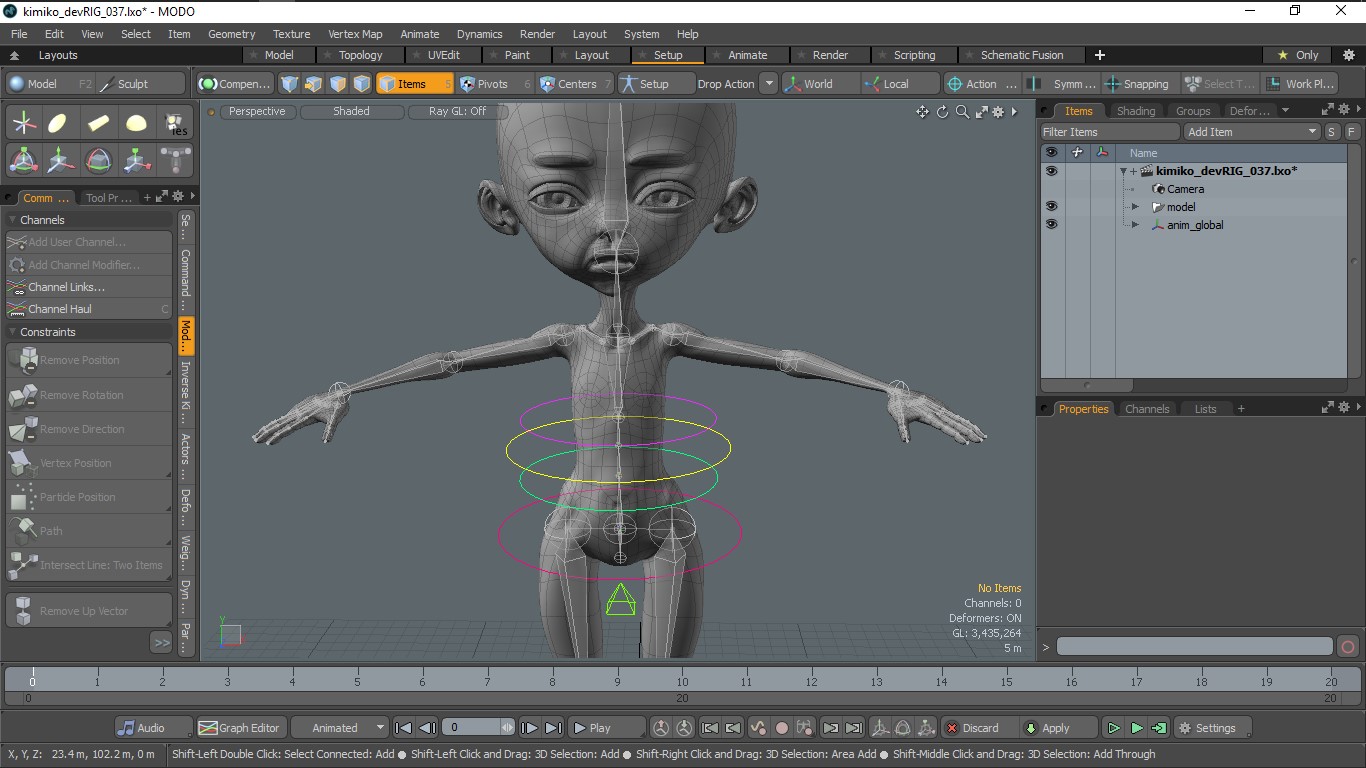 kimiko_devRIG_037.lxo* - MODO
File Edit View Select Item Geometry Texture Vertex Map Animate Dynamics Render Layout System Help
Layouts Model Topology UVEdit Paint Layout Setup Animate Render Scripting Schematic Fusion + Only
Model F2 Sculpt Compen... Items 5 Pivots 6 Centers 7 Setup Drop Action World Local Action ... Symm ... Snapping Select T... Work Pl...
Perspective Shaded Ray GL: Off
Items Shading Groups Defor...
Filter Items Add Item S F
Name
kimiko_devRIG_037.lxo*
Camera
model
anim_global
Comm ... Tool Pr ... +
Channels
Add User Channel...
Add Channel Modifier...
Channel Links...
Channel Haul C
Constraints
Remove Position
Remove Rotation
Remove Direction
Vertex Position
Particle Position
Path
Intersect Line: Two Items
Remove Up Vector
>>
Se...
Command ...
Mod...
Inverse Ki ...
Actors ...
Defo ...
Weig...
Dyn ...
Par ...
Properties Channels Lists +
No Items
Channels: 0
Deformers: ON
GL: 3,435,264
5 m
Y
>
0 1 2 3 4 5 6 7 8 9 10 11 12 13 14 15 16 17 18 19 20
0 20 20
Audio Graph Editor Animated 0 Play Discard Apply Settings
X, Y, Z: 23.4 m, 102.2 m, 0 m Shift-Left Double Click: Select Connected: Add ● Shift-Left Click and Drag: 3D Selection: Add ● Shift-Right Click and Drag: 3D Selection: Area Add ● Shift-Middle Click and Drag: 3D Selection: Add Through